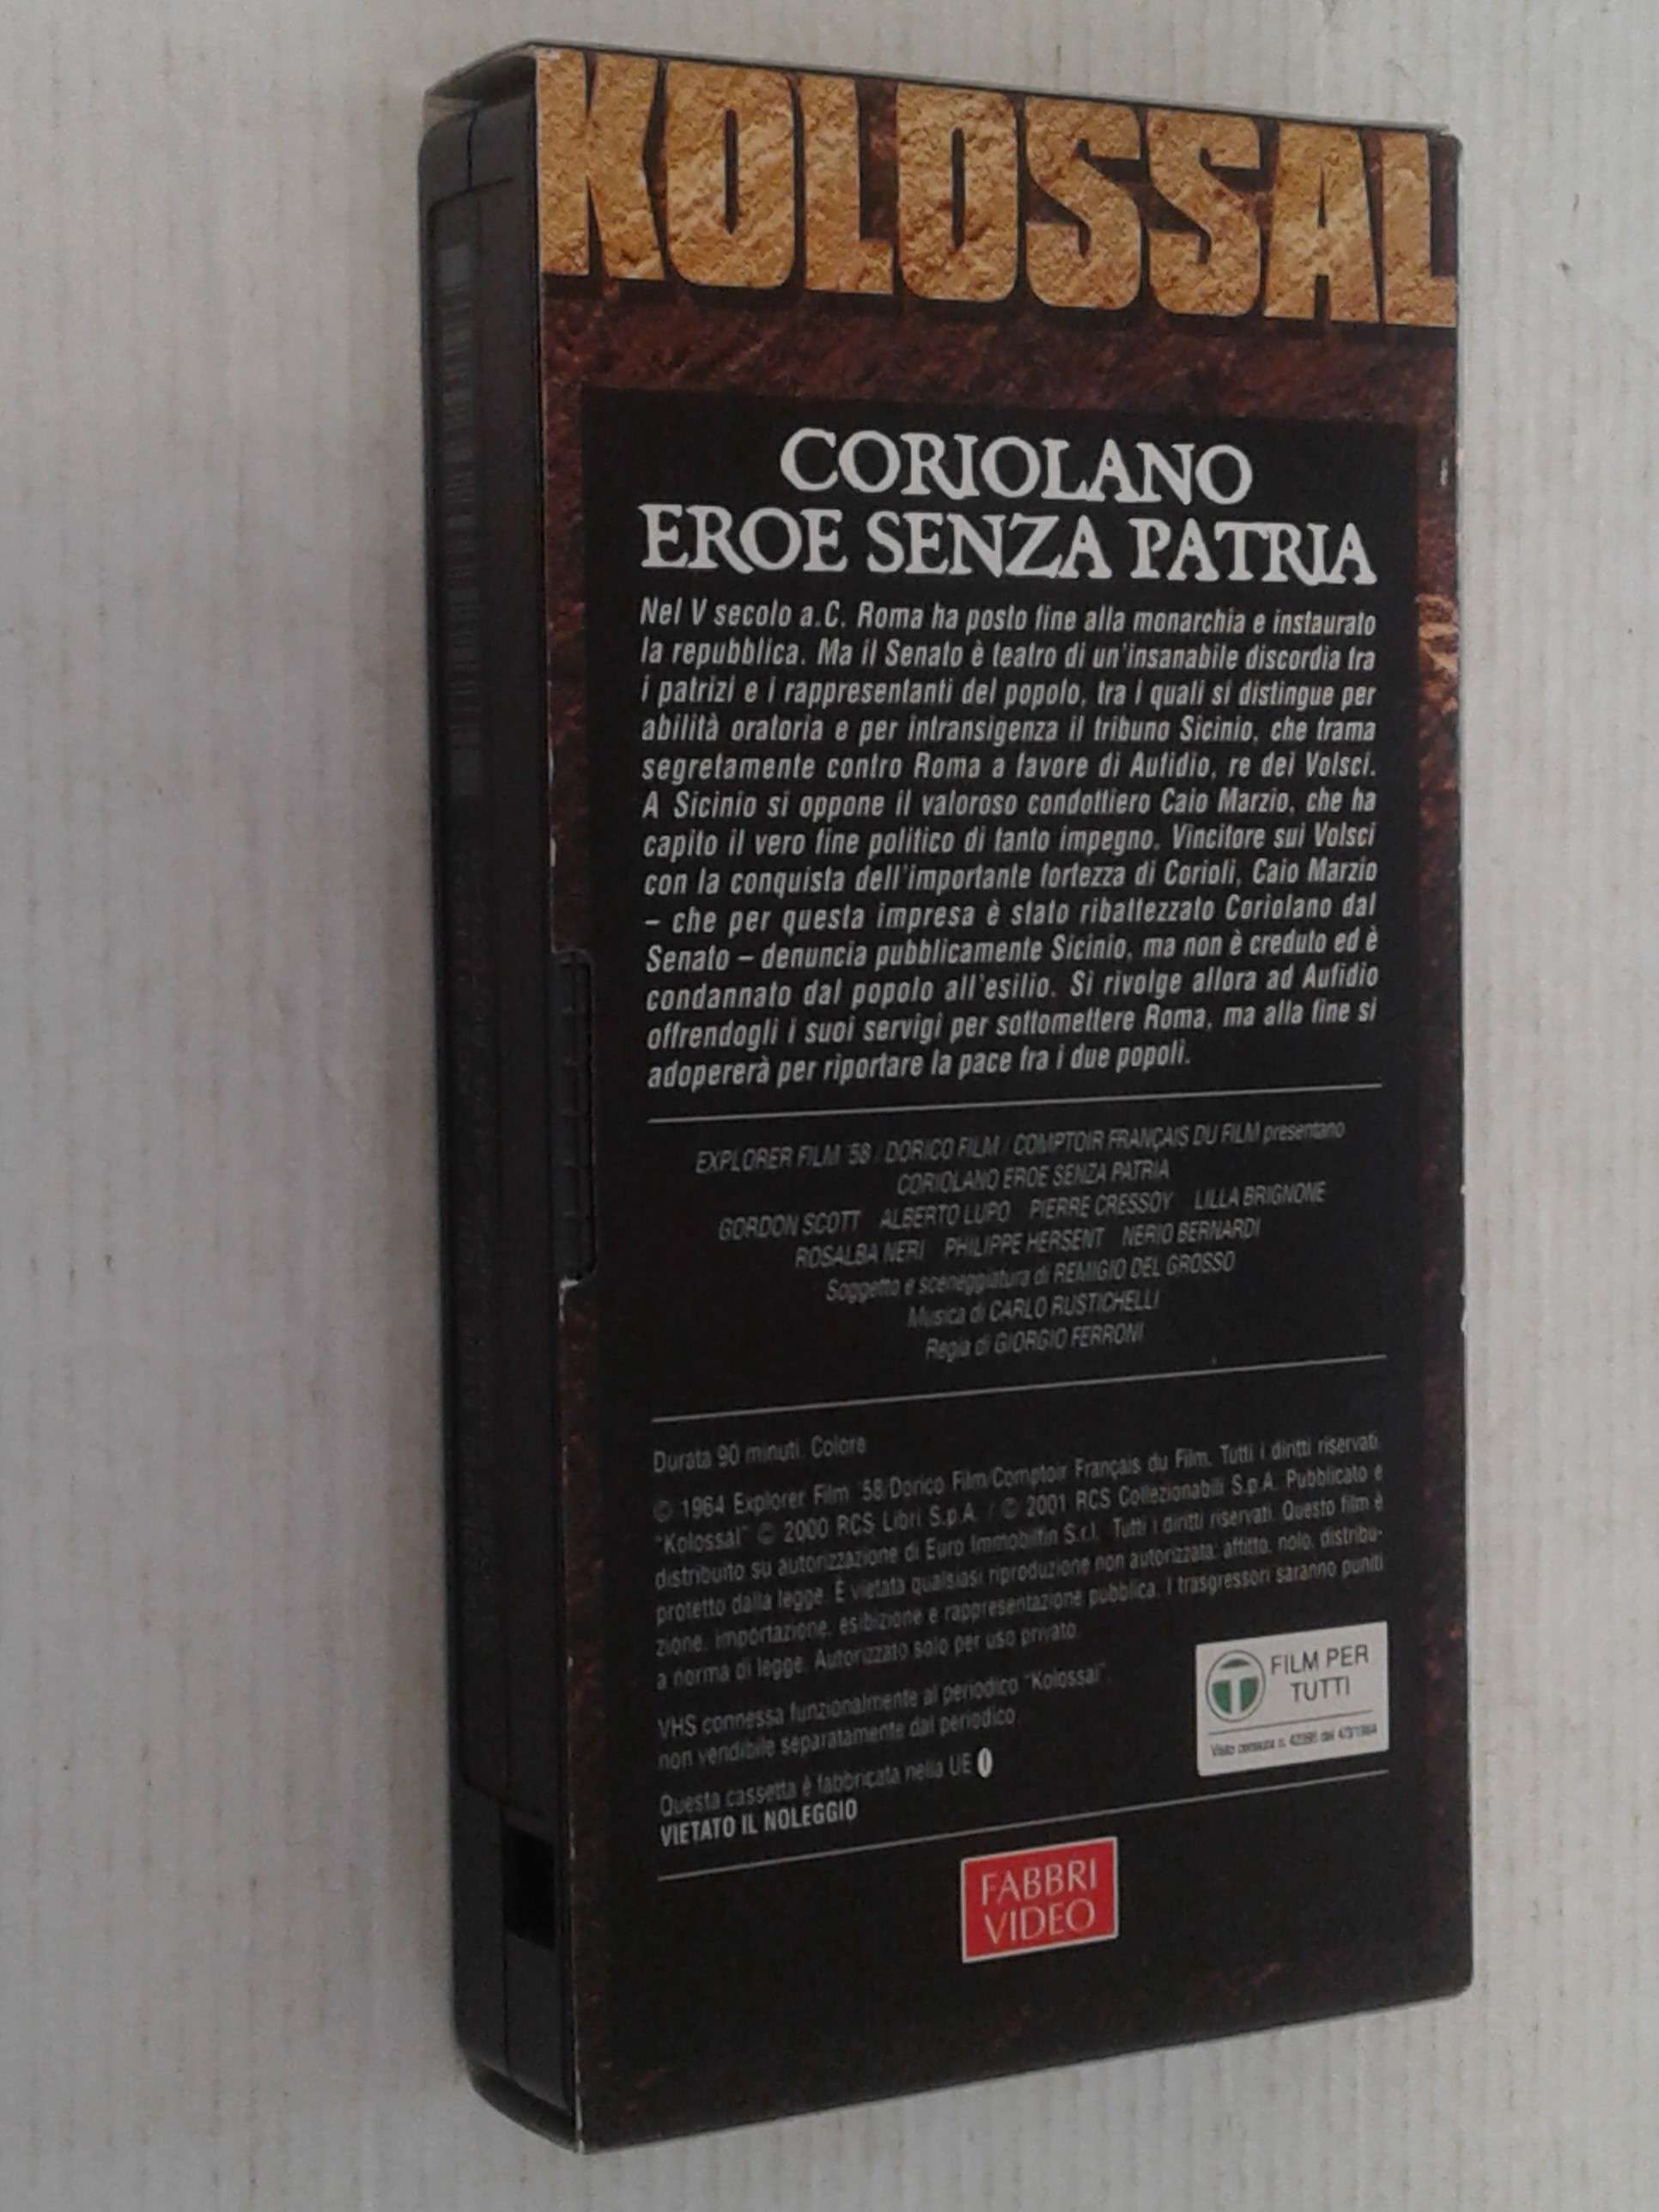 KOLOSSAL
CORIOLANO
EROE SENZA PATRIA
Nel V secolo a.C. Roma ha posto fine alla monarchia e instaurato
la repubblica. Ma il Senato è teatro di un'insanabile discordia tra
i patrizi e i rappresentanti del popolo, tra i quali si distingue per
abilità oratoria e per intransigenza il tribuno Sicinio, che trama
segretamente contro Roma a favore di Aufidio, re dei Volsci.
A Sicinio si oppone il valoroso condottiero Caio Marzio, che ha
capito il vero fine politico di tanto impegno. Vincitore sui Volsci
con la conquista dell'importante fortezza di Corioli, Caio Marzio
– che per questa impresa è stato ribattezzato Coriolano dal
Senato – denuncia pubblicamente Sicinio, ma non è creduto ed è
condannato dal popolo all'esilio. Si rivolge allora ad Aufidio
offrendogli i suoi servigi per sottomettere Roma, ma alla fine si
adopererà per riportare la pace fra i due popoli.
EXPLORER FILM '58 / DORICO FILM / COMPTOIR FRANÇAIS DU FILM presentano
CORIOLANO EROE SENZA PATRIA
GORDON SCOTT ALBERTO LUPO PIERRE CRESSOY LILLA BRIGNONE
ROSALBA NERI PHILIPPE HERSENT NERIO BERNARDI
Soggetto e sceneggiatura di REMIGIO DEL GROSSO
Musica di CARLO RUSTICHELLI
Regia di GIORGIO FERRONI
Durata 90 minuti. Colore
© 1964 Explorer Film '58/Dorico Film/Comptoir Français du Film. Tutti i diritti riservati.
"Kolossal" © 2000 RCS Libri S.p.A. / © 2001 RCS Collezionabili S.p.A. Pubblicato e
distribuito su autorizzazione di Euro Immobilfin S.r.l. Tutti i diritti riservati. Questo film è
protetto dalla legge. È vietata qualsiasi riproduzione non autorizzata, affitto, nolo, distribu-
zione, importazione, esibizione e rappresentazione pubblica. I trasgressori saranno puniti
a norma di legge. Autorizzato solo per uso privato.
VHS connessa funzionalmente al periodico "Kolossal",
non vendibile separatamente dal periodico.
Questa cassetta è fabbricata nella UE
VIETATO IL NOLEGGIO
T FILM PER
TUTTI
Visto censura n.
FABBRI
VIDEO